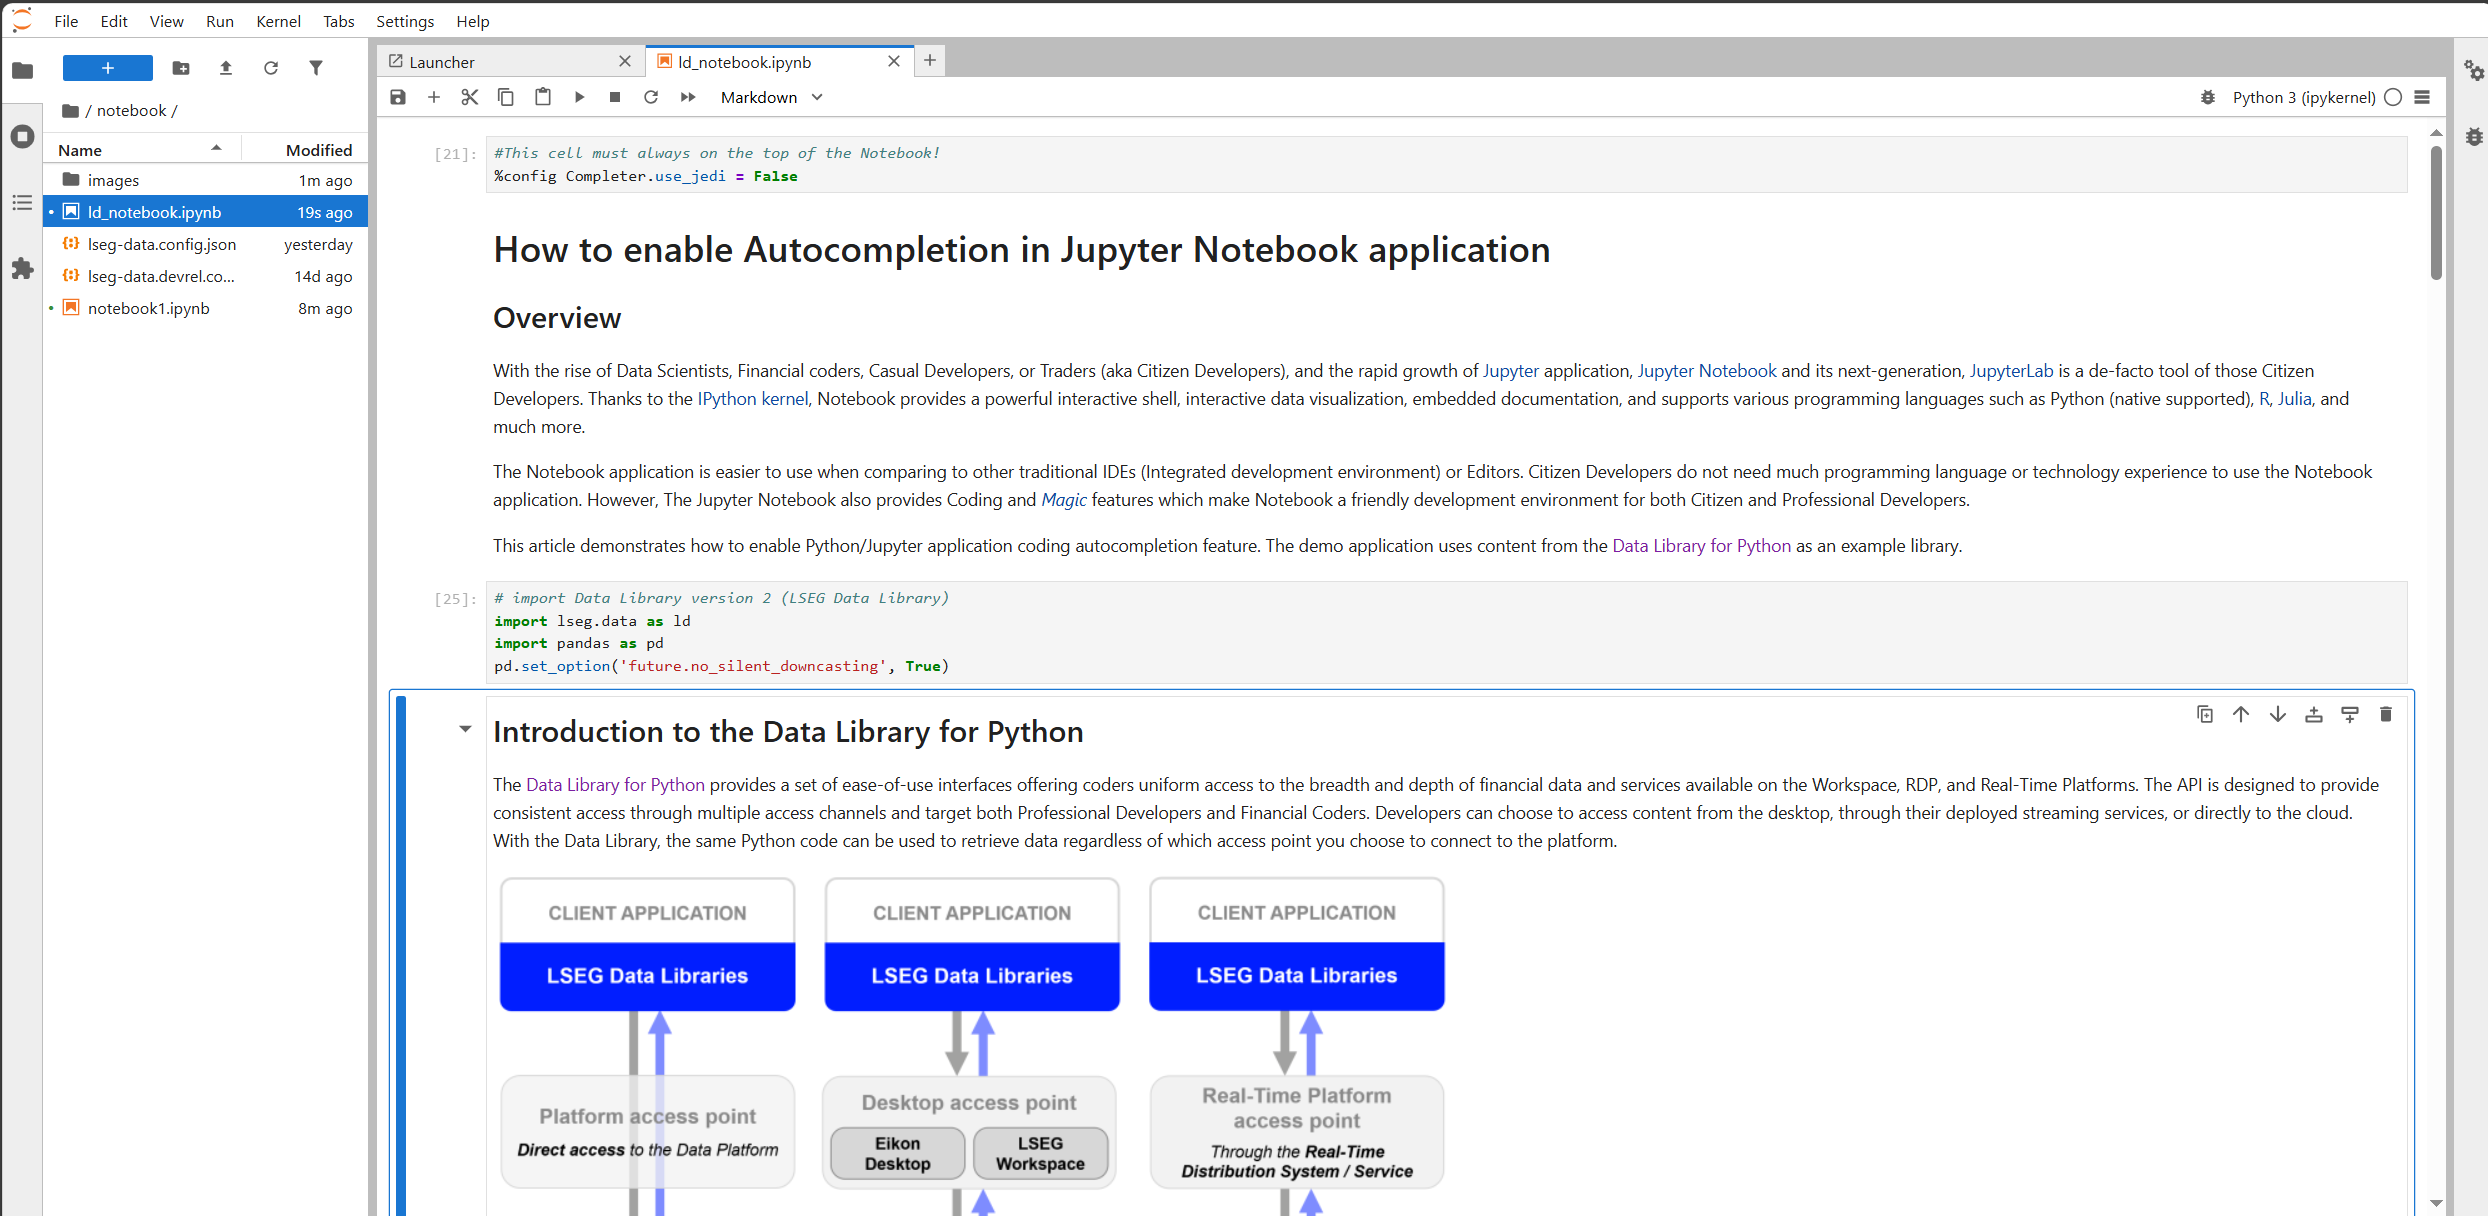 File Edit View Run Kernel Tabs Settings Help
+
/ notebook /
Name Modified
images 1m ago
ld_notebook.ipynb 19s ago
lseg-data.config.json yesterday
lseg-data.devrel.co... 14d ago
notebook1.ipynb 8m ago
Launcher
ld_notebook.ipynb
Markdown
Python 3 (ipykernel)
[21]:
#This cell must always on the top of the Notebook!
%config Completer.use_jedi = False
How to enable Autocompletion in Jupyter Notebook application
Overview
With the rise of Data Scientists, Financial coders, Casual Developers, or Traders (aka Citizen Developers), and the rapid growth of Jupyter application, Jupyter Notebook and its next-generation, JupyterLab is a de-facto tool of those Citizen
Developers. Thanks to the IPython kernel, Notebook provides a powerful interactive shell, interactive data visualization, embedded documentation, and supports various programming languages such as Python (native supported), R, Julia, and
much more.
The Notebook application is easier to use when comparing to other traditional IDEs (Integrated development environment) or Editors. Citizen Developers do not need much programming language or technology experience to use the Notebook
application. However, The Jupyter Notebook also provides Coding and Magic features which make Notebook a friendly development environment for both Citizen and Professional Developers.
This article demonstrates how to enable Python/Jupyter application coding autocompletion feature. The demo application uses content from the Data Library for Python as an example library.
[25]:
# import Data Library version 2 (LSEG Data Library)
import lseg.data as ld
import pandas as pd
pd.set_option('future.no_silent_downcasting', True)
Introduction to the Data Library for Python
The Data Library for Python provides a set of ease-of-use interfaces offering coders uniform access to the breadth and depth of financial data and services available on the Workspace, RDP, and Real-Time Platforms. The API is designed to provide
consistent access through multiple access channels and target both Professional Developers and Financial Coders. Developers can choose to access content from the desktop, through their deployed streaming services, or directly to the cloud.
With the Data Library, the same Python code can be used to retrieve data regardless of which access point you choose to connect to the platform.
CLIENT APPLICATION
LSEG Data Libraries
Platform access point
Direct access to the Data Platform
CLIENT APPLICATION
LSEG Data Libraries
Desktop access point
Eikon
Desktop
LSEG
Workspace
CLIENT APPLICATION
LSEG Data Libraries
Real-Time Platform
access point
Through the Real-Time
Distribution System / Service